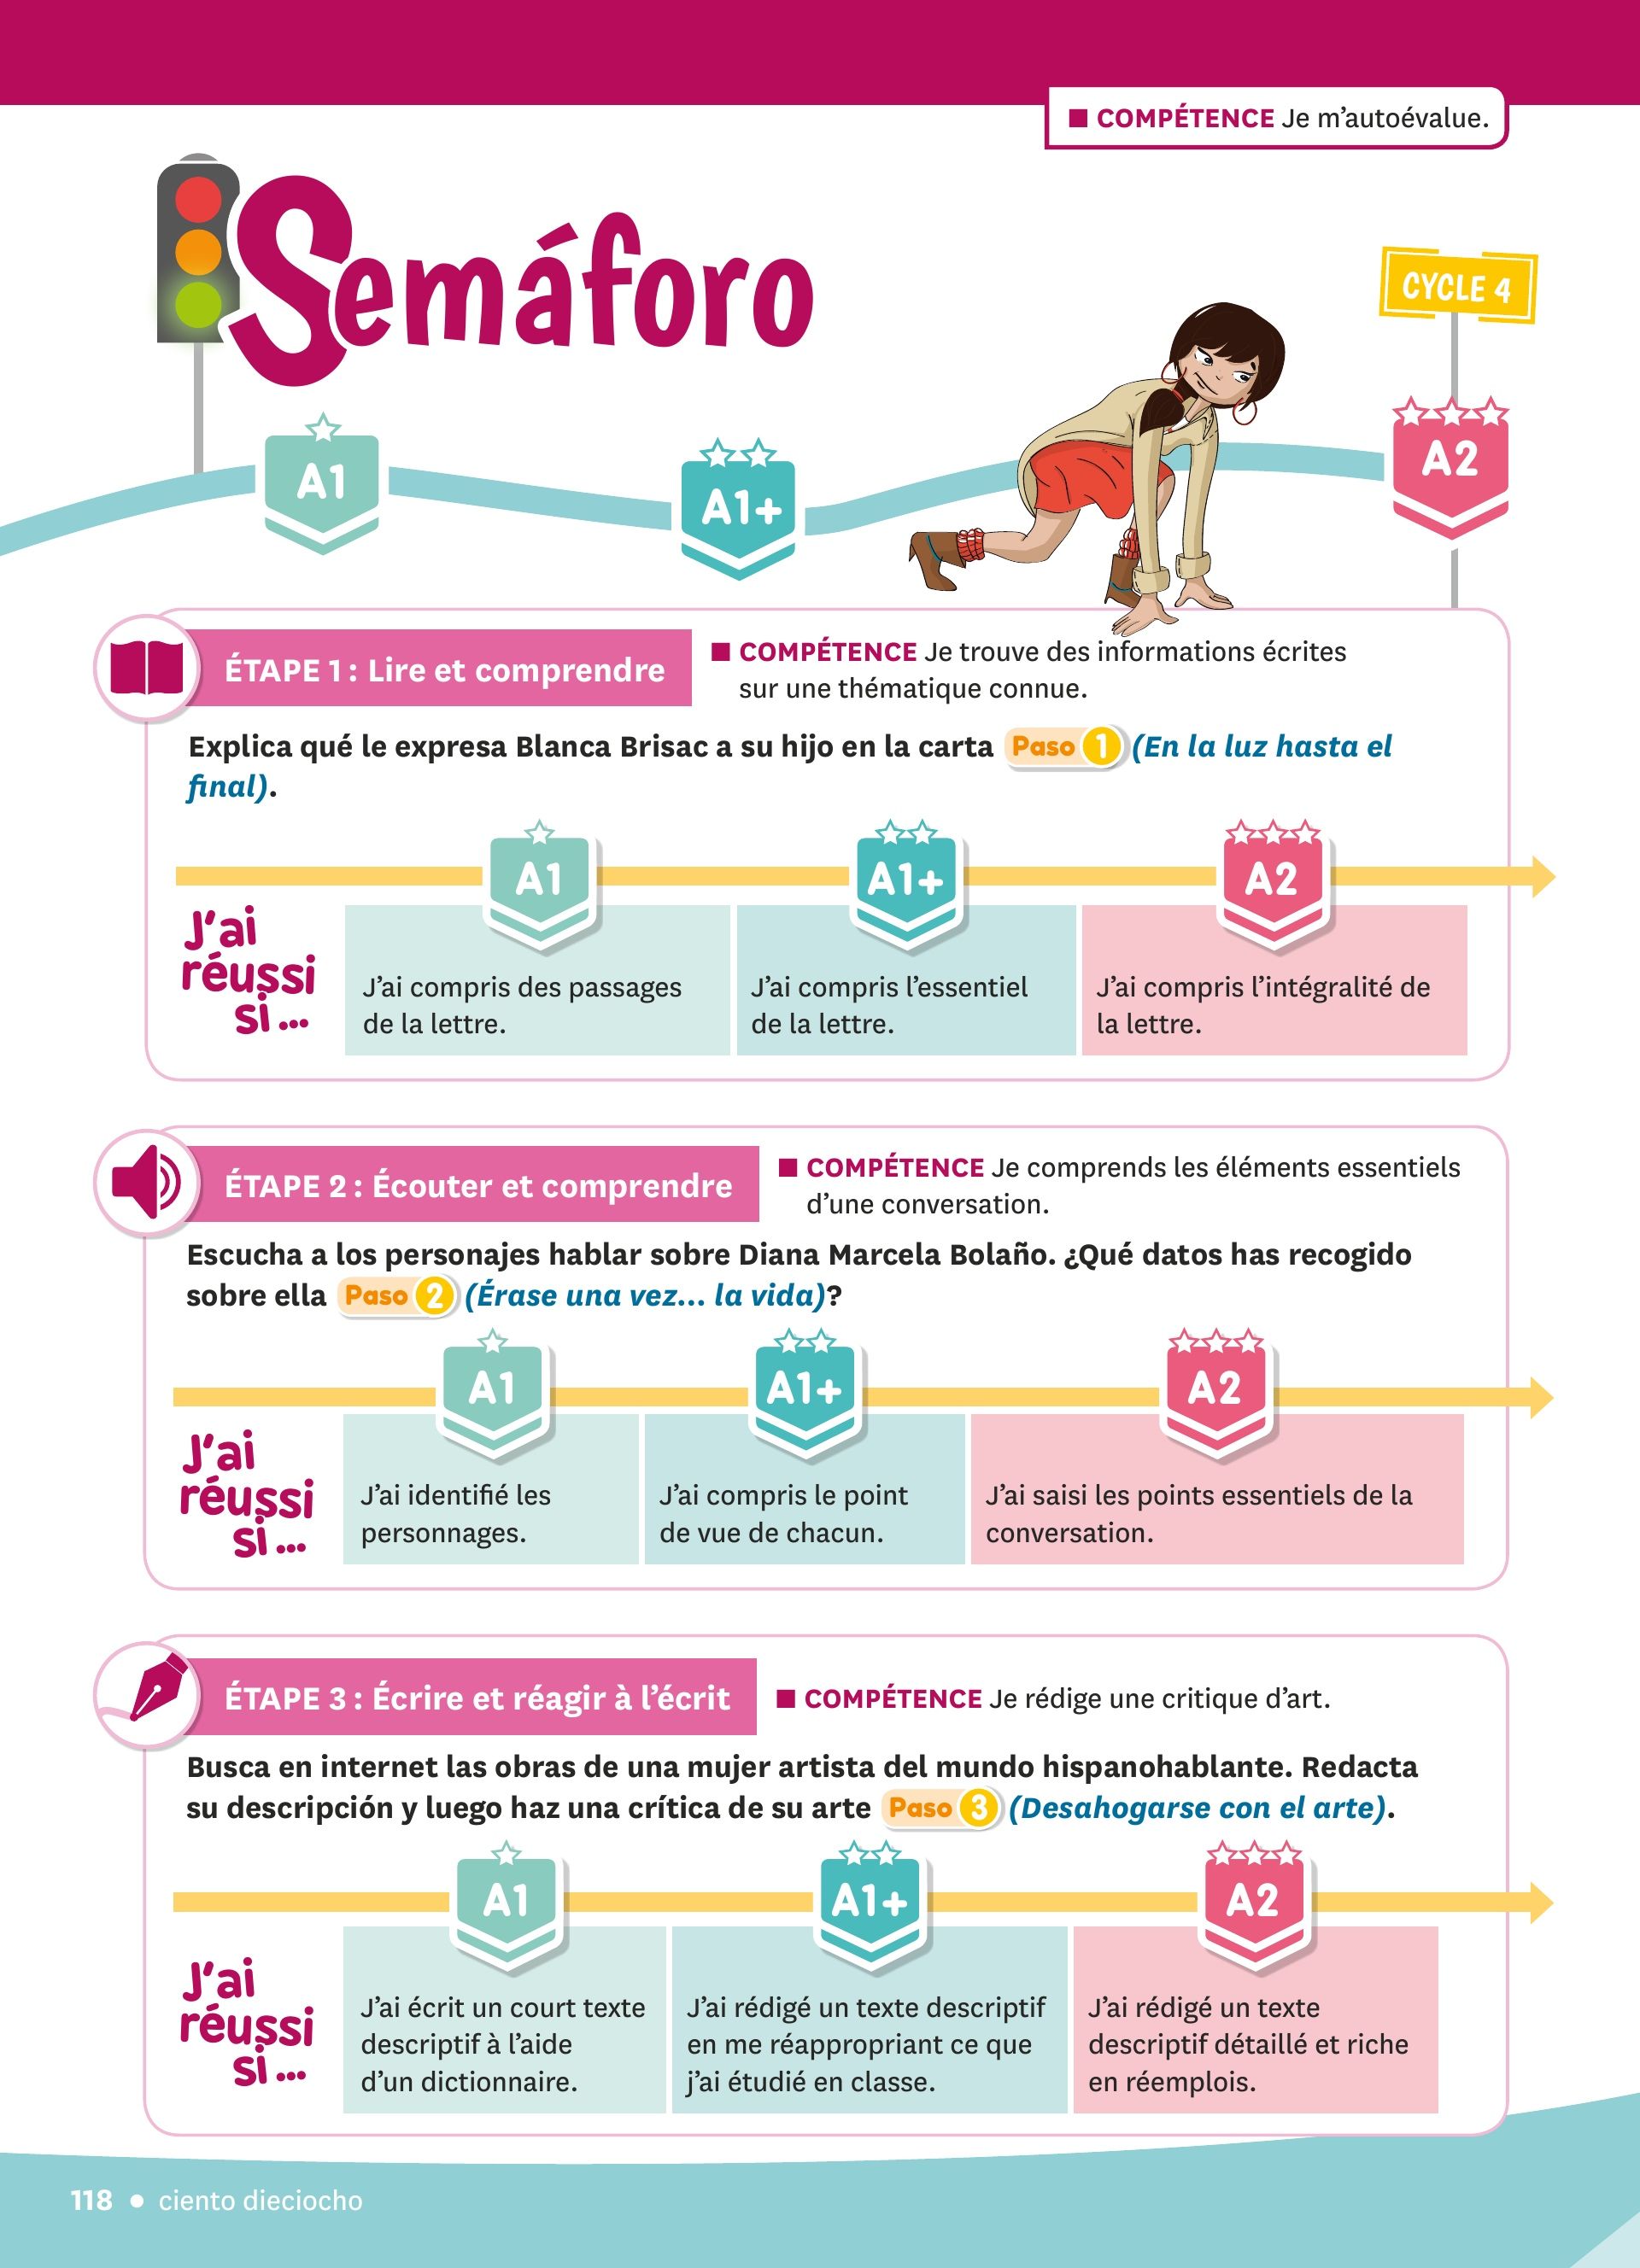 ■ COMPÉTENCE Je m'autoévalue.
Semáforo
CYCLE 4
A1
A1+
A2
ÉTAPE 1 : Lire et comprendre
■ COMPÉTENCE Je trouve des informations écrites
sur une thématique connue.
Explica qué le expresa Blanca Brisac a su hijo en la carta Paso 1 (En la luz hasta el
final).
A1
A1+
A2
J'ai
réussi
si ...
J'ai compris des passages
de la lettre.
J'ai compris l'essentiel
de la lettre.
J'ai compris l'intégralité de
la lettre.
ÉTAPE 2 : Écouter et comprendre
■ COMPÉTENCE Je comprends les éléments essentiels
d'une conversation.
Escucha a los personajes hablar sobre Diana Marcela Bolaño. ¿Qué datos has recogido
sobre ella Paso 2 (Érase una vez... la vida)?
A1
A1+
A2
J'ai
réussi
si ...
J'ai identifié les
personnages.
J'ai compris le point
de vue de chacun.
J'ai saisi les points essentiels de la
conversation.
ÉTAPE 3 : Écrire et réagir à l'écrit
■ COMPÉTENCE Je rédige une critique d'art.
Busca en internet las obras de una mujer artista del mundo hispanohablante. Redacta
su descripción y luego haz una crítica de su arte Paso 3 (Desahogarse con el arte).
A1
A1+
A2
J'ai
réussi
si ...
J'ai écrit un court texte
descriptif à l'aide
d'un dictionnaire.
J'ai rédigé un texte descriptif
en me réappropriant ce que
j'ai étudié en classe.
J'ai rédigé un texte
descriptif détaillé et riche
en réemplois.
118 • ciento dieciocho